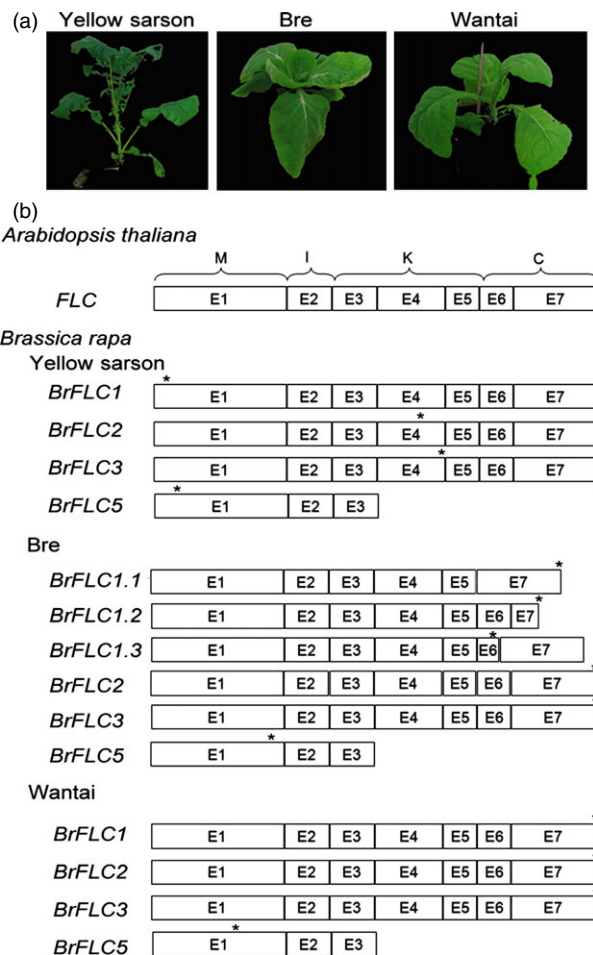 (a) Yellow sarson Bre Wantai
(b)
Arabidopsis thaliana
M I K C
FLC E1 E2 E3 E4 E5 E6 E7
Brassica rapa
Yellow sarson
*
BrFLC1 E1 E2 E3 E4 E5 E6 E7
*
BrFLC2 E1 E2 E3 E4 E5 E6 E7
*
BrFLC3 E1 E2 E3 E4 E5 E6 E7
*
BrFLC5 E1 E2 E3
Bre
*
BrFLC1.1 E1 E2 E3 E4 E5 E7
*
BrFLC1.2 E1 E2 E3 E4 E5 E6 E7
*
BrFLC1.3 E1 E2 E3 E4 E5 E6 E7
BrFLC2 E1 E2 E3 E4 E5 E6 E7
BrFLC3 E1 E2 E3 E4 E5 E6 E7
*
BrFLC5 E1 E2 E3
Wantai
BrFLC1 E1 E2 E3 E4 E5 E6 E7
BrFLC2 E1 E2 E3 E4 E5 E6 E7
BrFLC3 E1 E2 E3 E4 E5 E6 E7
*
BrFLC5 E1 E2 E3